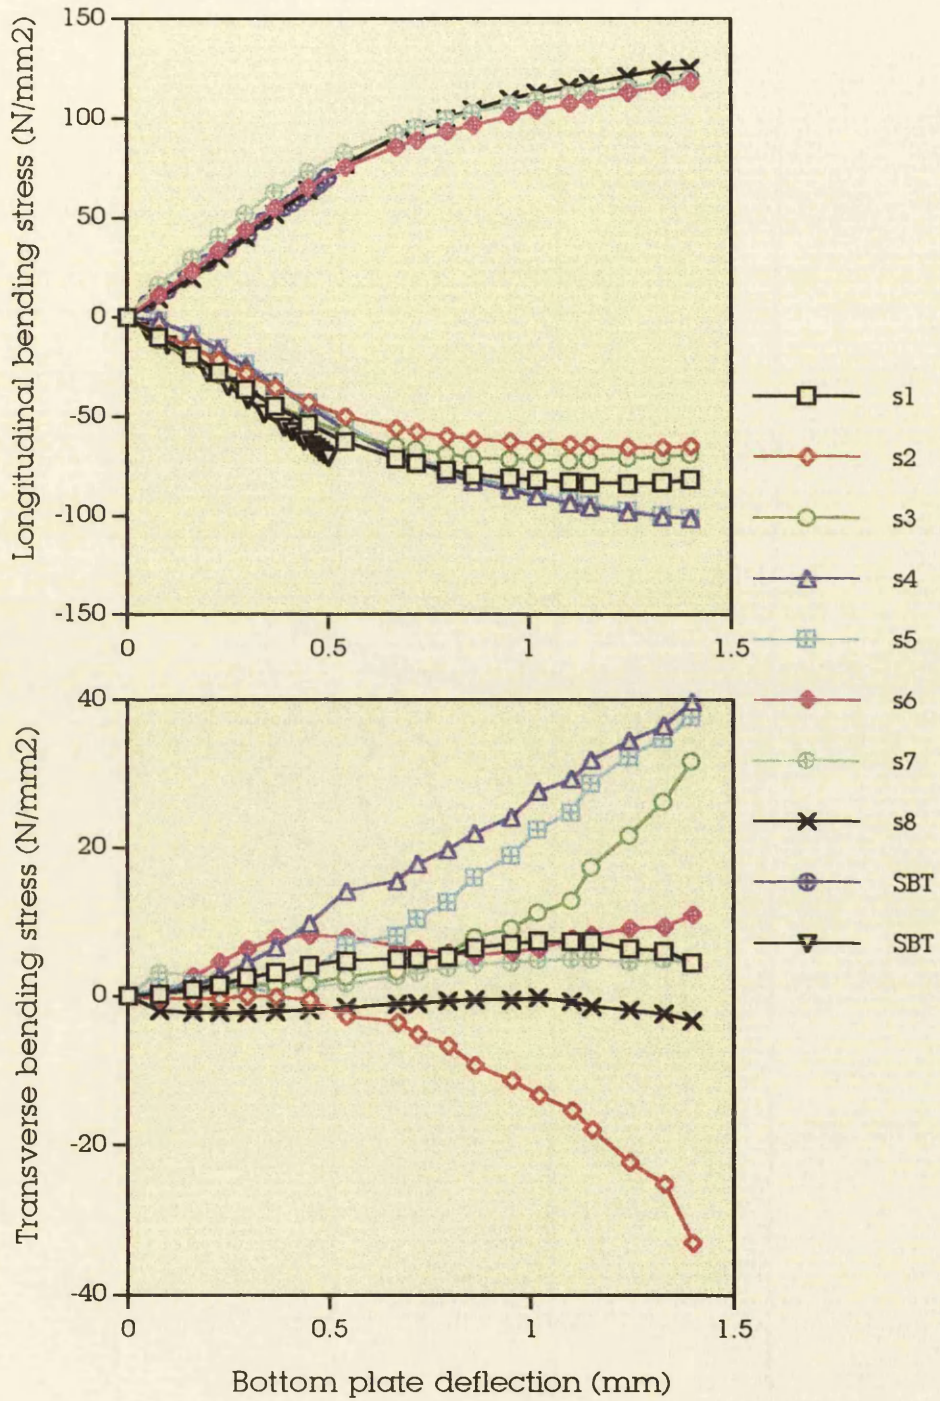 Longitudinal bending stress (N/mm2)
150
100
50
0
-50
-100
-150
0
0.5
1
1.5
Transverse bending stress (N/mm2)
40
20
0
-20
-40
0
0.5
1
1.5
Bottom plate deflection (mm)
s1
s2
s3
s4
s5
s6
s7
s8
SBT
SBT